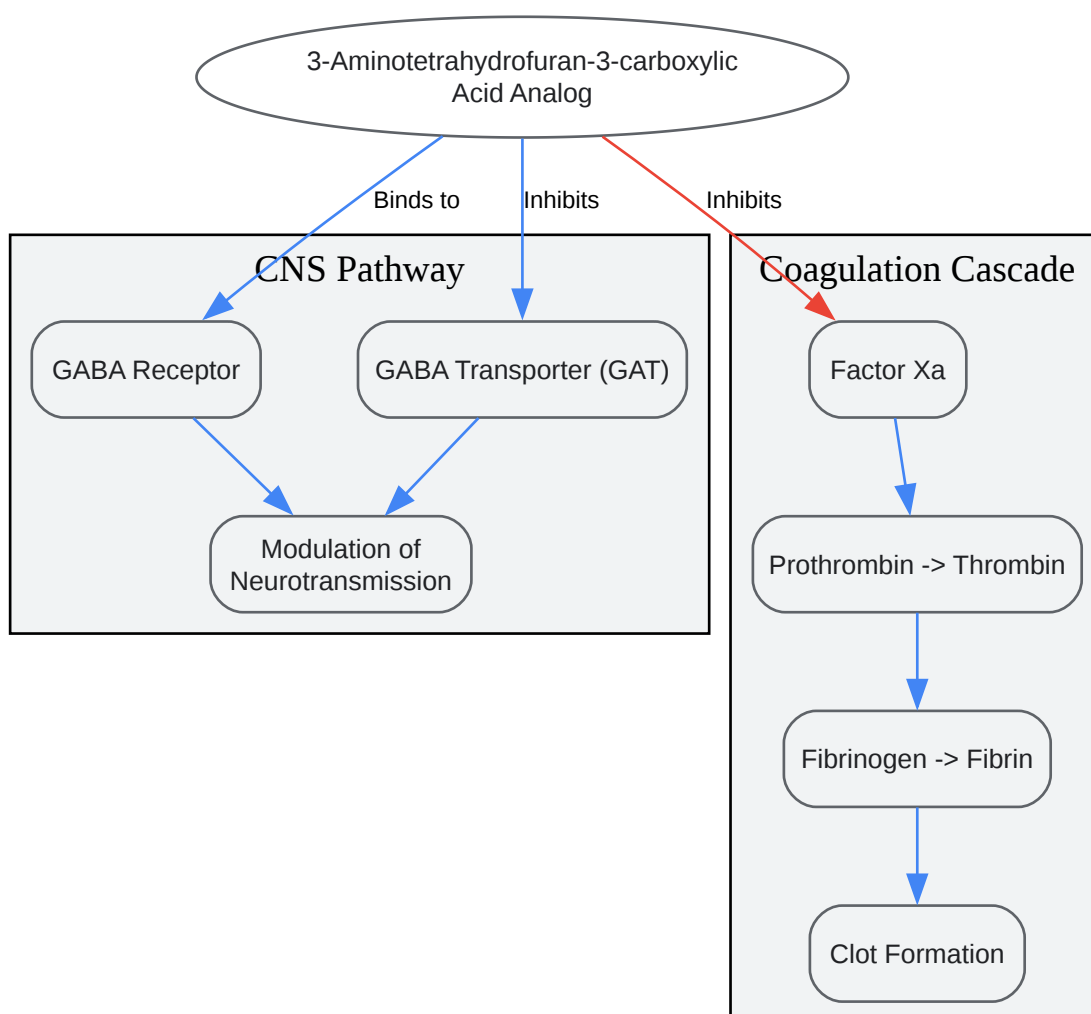 3-Aminotetrahydrofuran-3-carboxylic
Acid Analog
Binds to
Inhibits
Inhibits
CNS Pathway
Coagulation Cascade
GABA Receptor
GABA Transporter (GAT)
Factor Xa
Modulation of
Neurotransmission
Prothrombin -> Thrombin
Fibrinogen -> Fibrin
Clot Formation